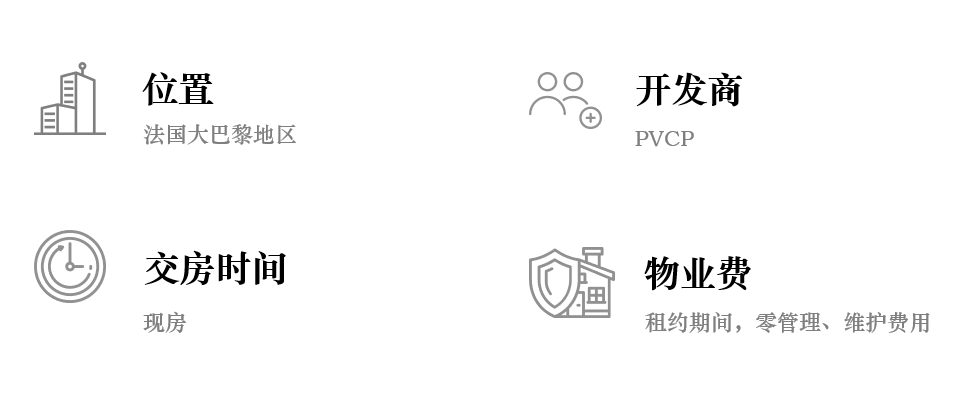 位置
法国大巴黎地区
开发商
PVCP
交房时间
现房
物业费
租约期间，零管理、维护费用